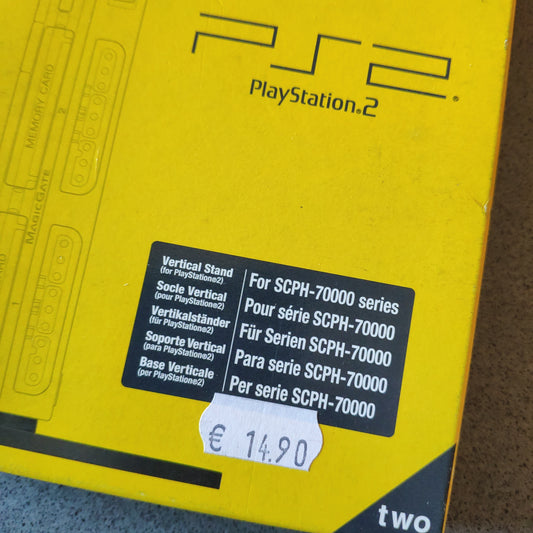 PS2®
PlayStation®2
MEMORY CARD
2
MAGICGATE
1
Vertical Stand
(for PlayStation®2)
Socle Vertical
(pour PlayStation®2)
Vertikalständer
(für PlayStation®2)
Soporte Vertical
(para PlayStation®2)
Base Verticale
(per PlayStation®2)
For SCPH-70000 series
Pour série SCPH-70000
Für Serien SCPH-70000
Para serie SCPH-70000
Per serie SCPH-70000
€ 14.90
two